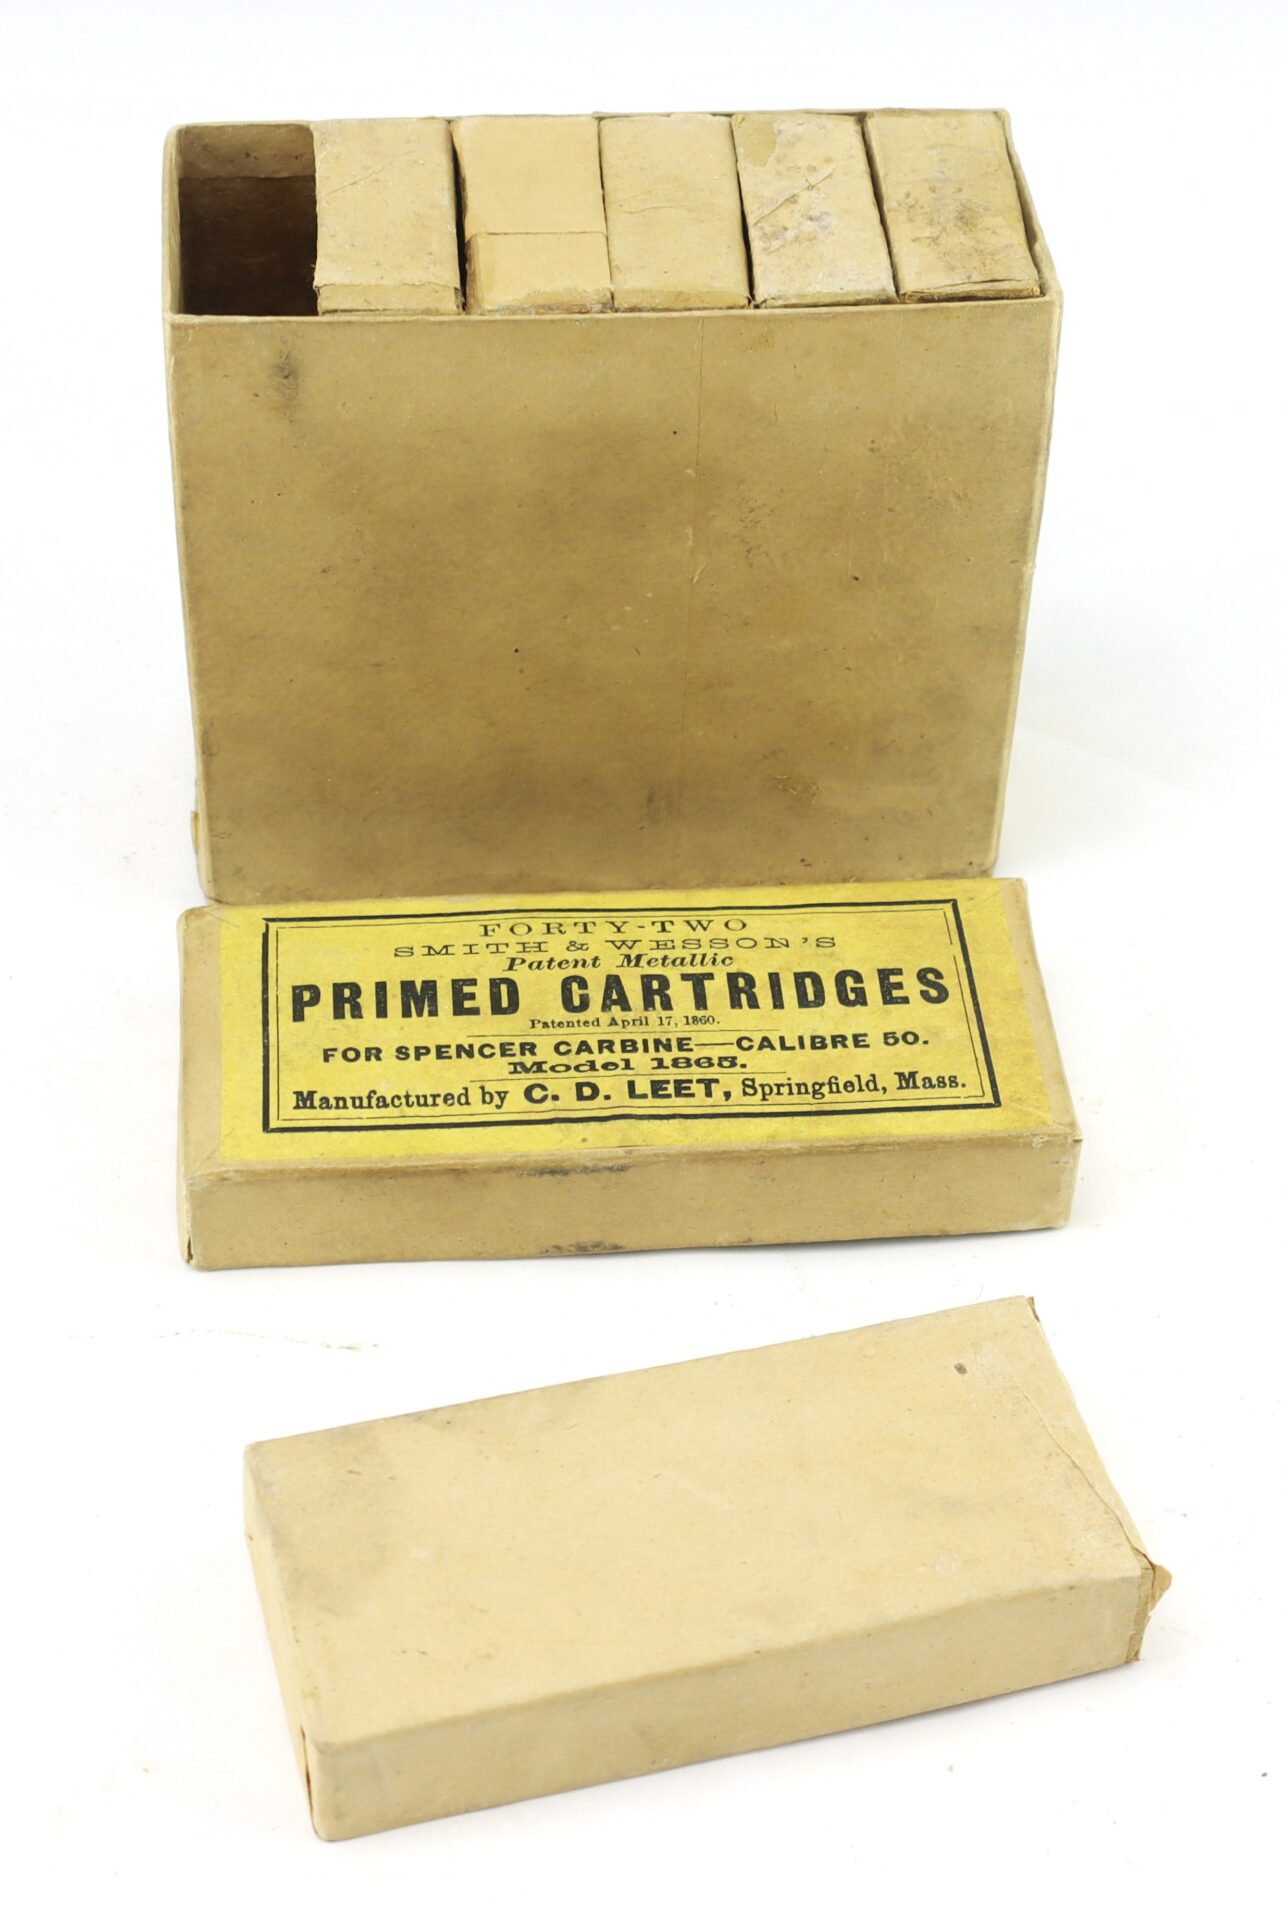 FORTY-TWO
SMITH & WESSON'S
Patent Metallic
PRIMED CARTRIDGES
Patented April 17, 1860.
FOR SPENCER CARBINE—CALIBRE 50.
Model 1865.
Manufactured by C. D. LEET, Springfield, Mass.